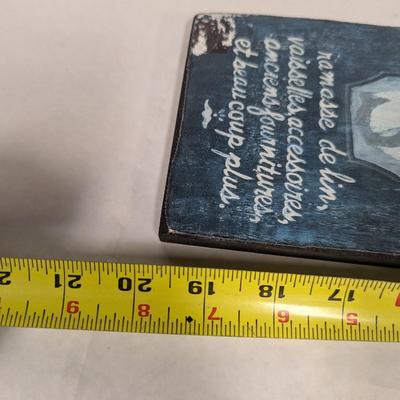 ramasse de lin,
vaisselles, accessoires,
anciens fournitures,
et beaucoup plus.
5 6 7 8 9
17 18 19 20 21